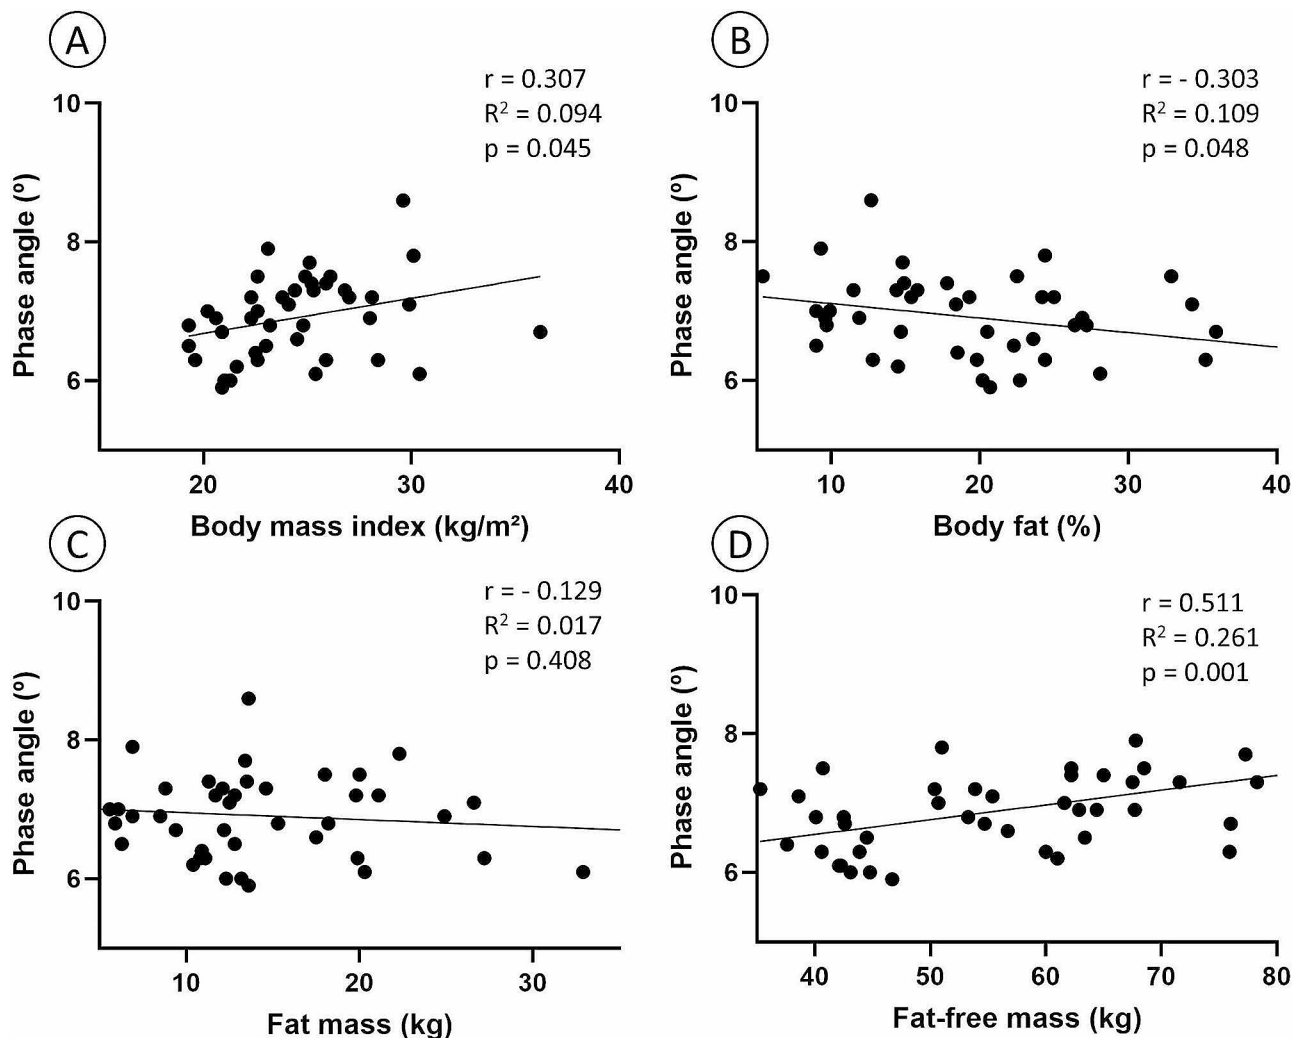 A
r = 0.307
R² = 0.094
p = 0.045
10
8
6
Phase angle (º)
20
30
40
Body mass index (kg/m²)
B
r = - 0.303
R² = 0.109
p = 0.048
10
8
6
Phase angle (º)
10
20
30
40
Body fat (%)
C
r = - 0.129
R² = 0.017
p = 0.408
10
8
6
Phase angle (º)
10
20
30
Fat mass (kg)
D
r = 0.511
R² = 0.261
p = 0.001
10
8
6
Phase angle (º)
40
50
60
70
80
Fat-free mass (kg)